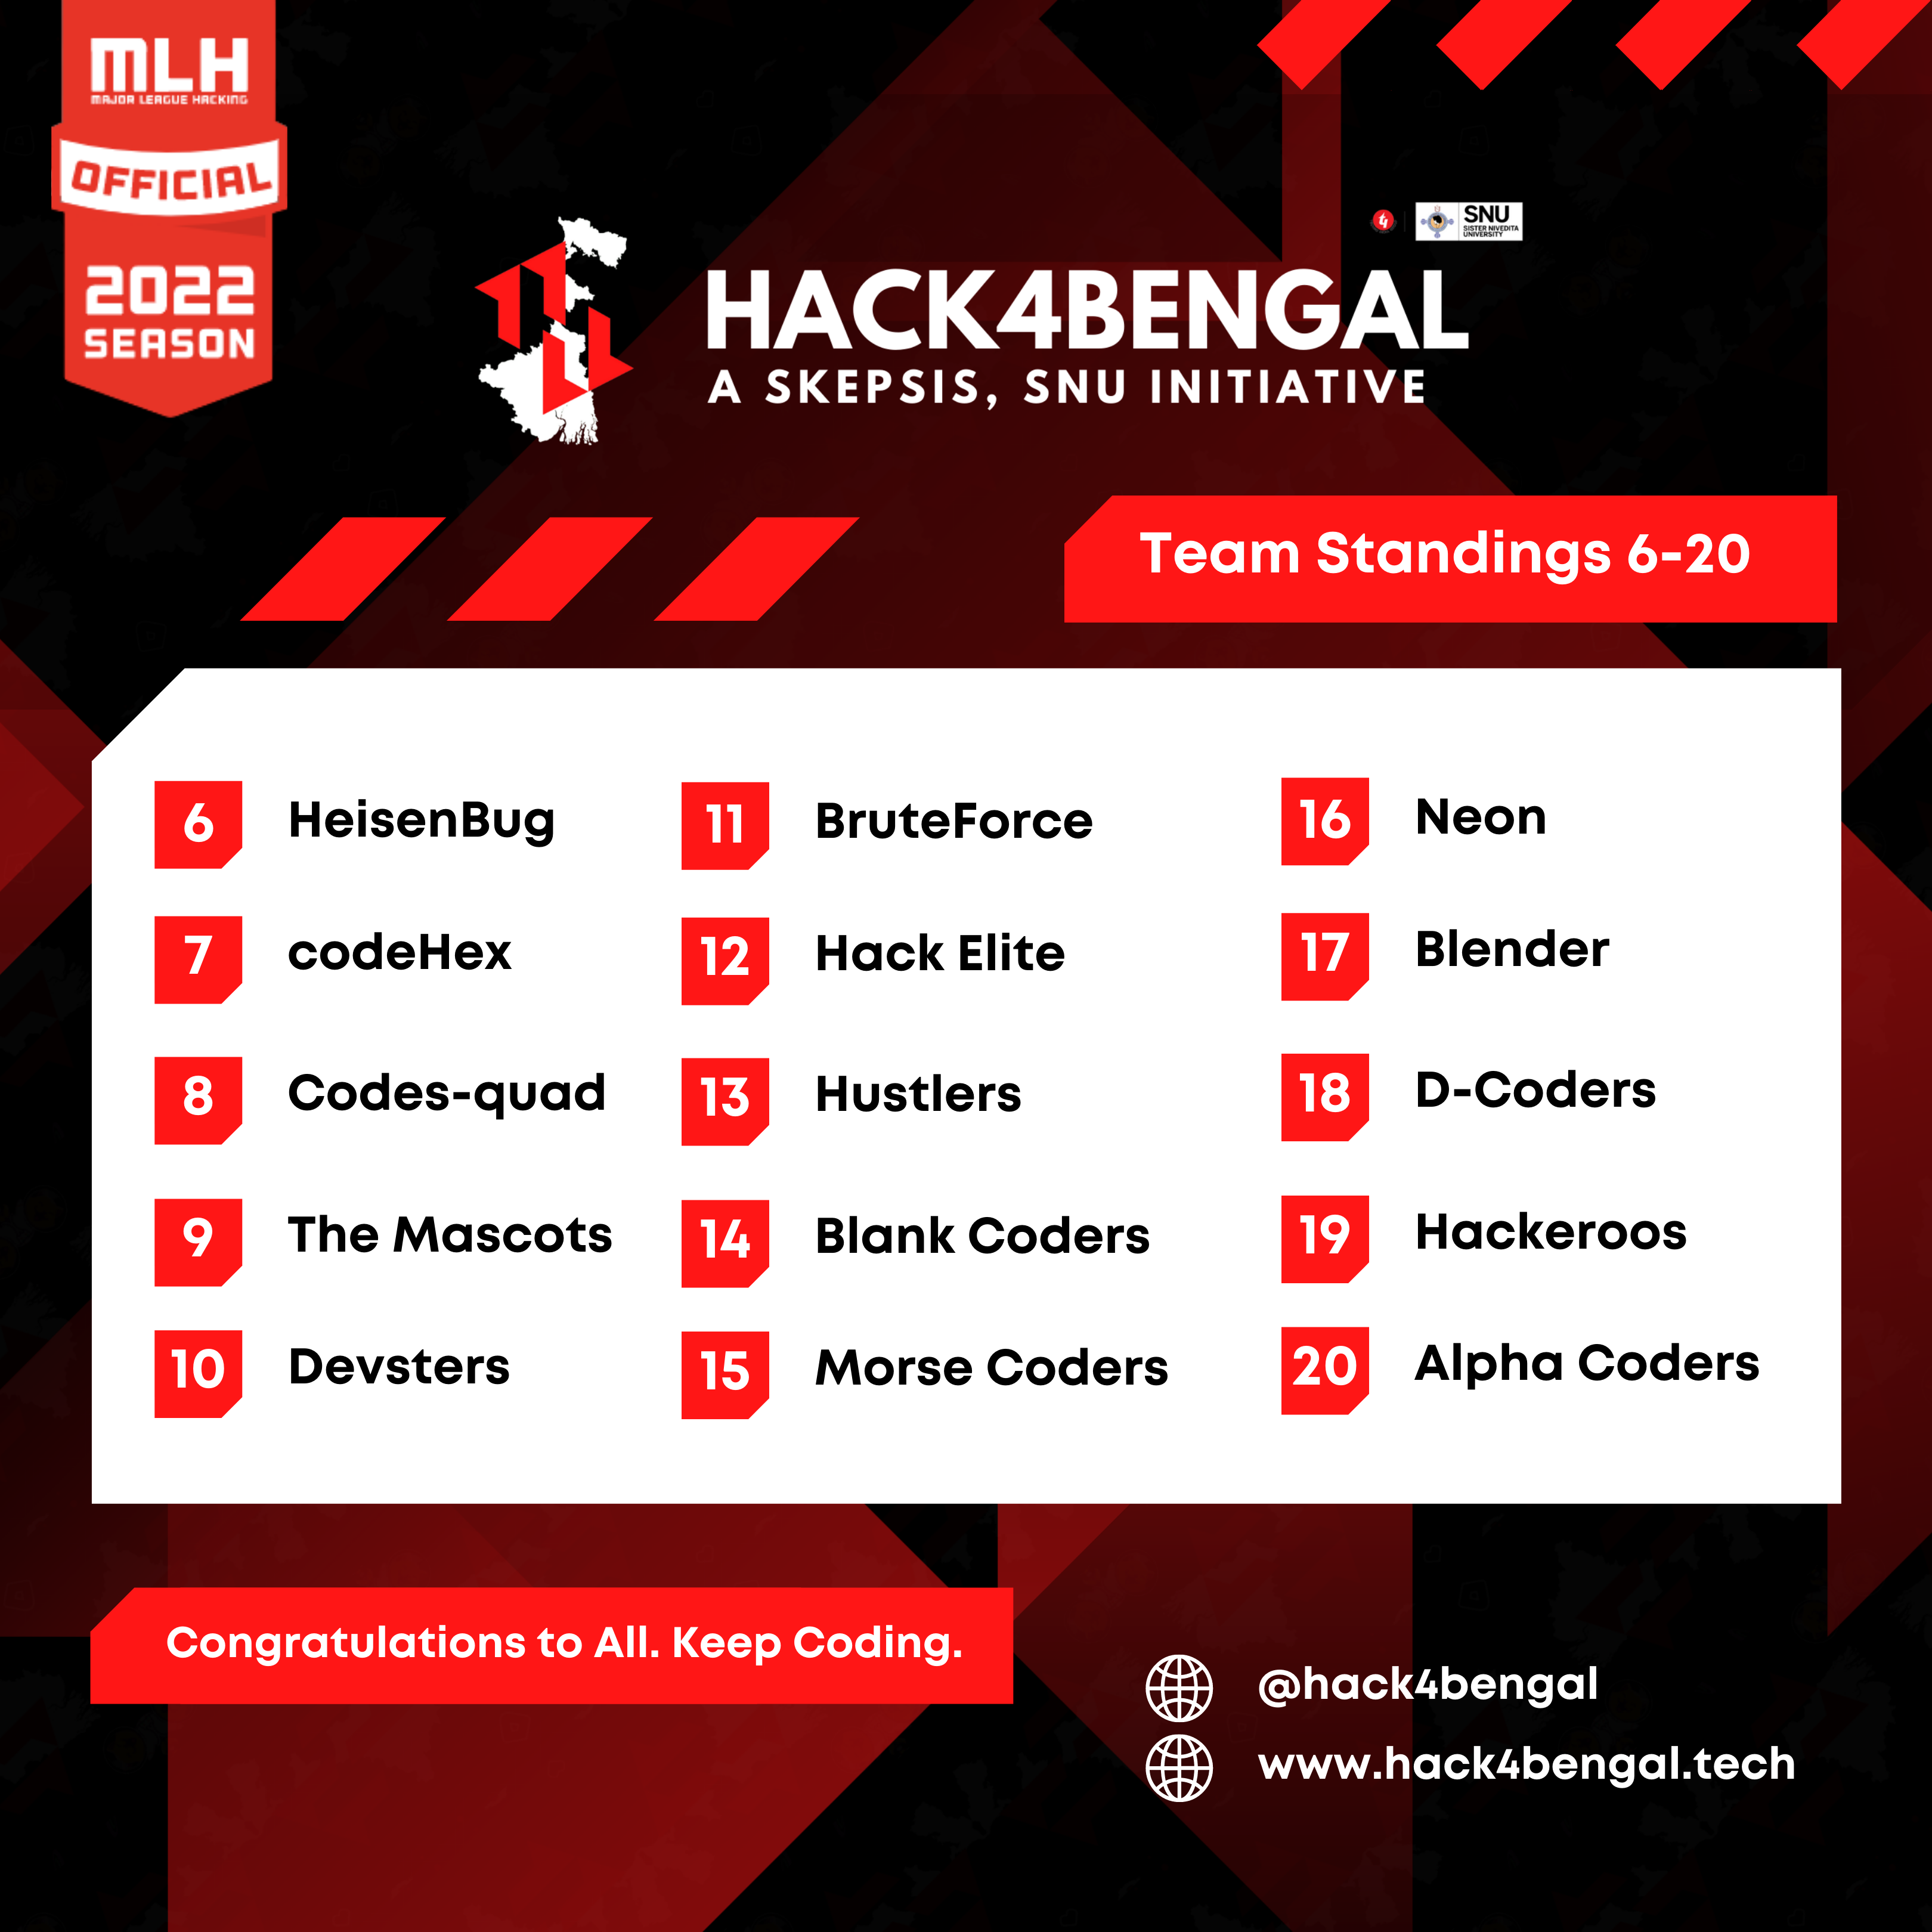 MLH
MAJOR LEAGUE HACKING
OFFICIAL
2022
SEASON
SNU
SISTER NIVEDITA
UNIVERSITY
HACK4BENGAL
A SKEPSIS, SNU INITIATIVE
Team Standings 6-20
6 HeisenBug
7 codeHex
8 Codes-quad
9 The Mascots
10 Devsters
11 BruteForce
12 Hack Elite
13 Hustlers
14 Blank Coders
15 Morse Coders
16 Neon
17 Blender
18 D-Coders
19 Hackeroos
20 Alpha Coders
Congratulations to All. Keep Coding.
@hack4bengal
www.hack4bengal.tech